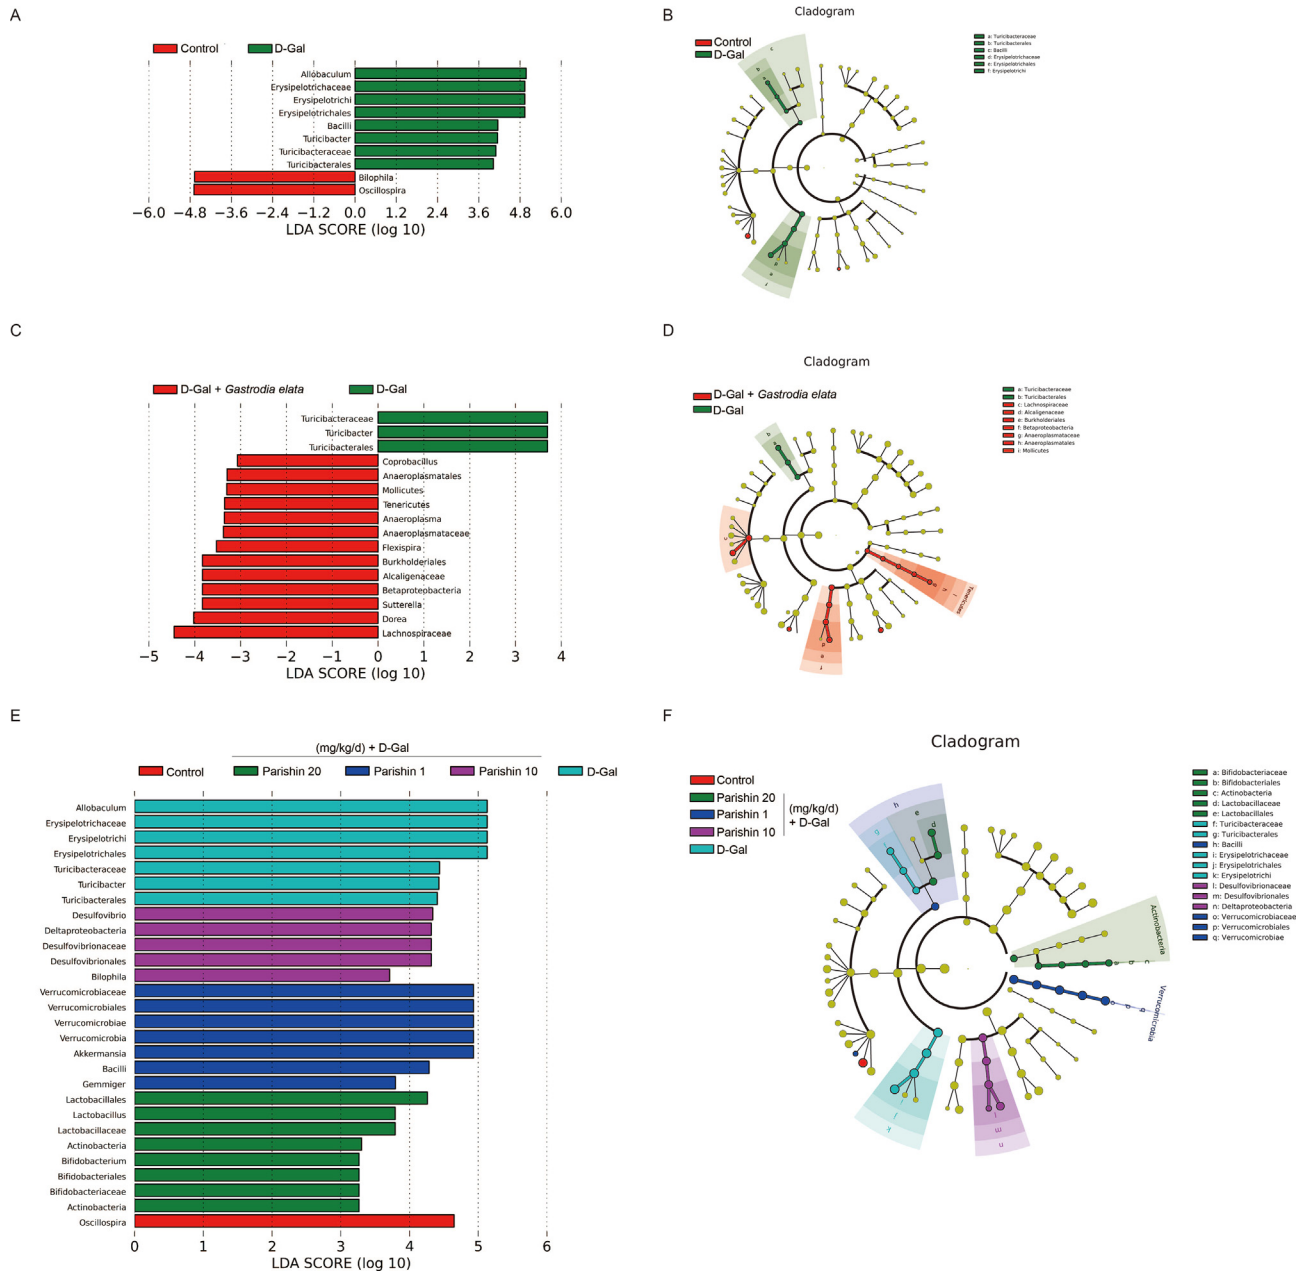 A
Control
D-Gal
Allobaculum
Erysipelotrichaceae
Erysipelotrichi
Erysipelotrichales
Bacilli
Turicibacter
Turicibacteraceae
Turicibacterales
Bilophila
Oscillospira
−6.0 −4.8 −3.6 −2.4 −1.2 0.0 1.2 2.4 3.6 4.8 6.0
LDA SCORE (log 10)
B
Cladogram
Control
D-Gal
a: Turicibacteraceae
b: Turicibacterales
c: Bacilli
d: Erysipelotrichaceae
e: Erysipelotrichales
f: Erysipelotrichi
C
D-Gal + Gastrodia elata
D-Gal
Turicibacteraceae
Turicibacter
Turicibacterales
Coprobacillus
Anaeroplasmatales
Mollicutes
Tenericutes
Anaeroplasma
Anaeroplasmataceae
Flexispira
Burkholderiales
Alcaligenaceae
Betaproteobacteria
Sutterella
Dorea
Lachnospiraceae
−5 −4 −3 −2 −1 0 1 2 3 4
LDA SCORE (log 10)
D
Cladogram
D-Gal + Gastrodia elata
D-Gal
a: Turicibacteraceae
b: Turicibacterales
c: Lachnospiraceae
d: Alcaligenaceae
e: Burkholderiales
f: Betaproteobacteria
g: Anaeroplasmataceae
h: Anaeroplasmatales
i: Mollicutes
Tenericutes
E
(mg/kg/d) + D-Gal
Control
Parishin 20
Parishin 1
Parishin 10
D-Gal
Allobaculum
Erysipelotrichaceae
Erysipelotrichi
Erysipelotrichales
Turicibacteraceae
Turicibacter
Turicibacterales
Desulfovibrio
Deltaproteobacteria
Desulfovibrionaceae
Desulfovibrionales
Bilophila
Verrucomicrobiaceae
Verrucomicrobiales
Verrucomicrobiae
Verrucomicrobia
Akkermansia
Bacilli
Gemmiger
Lactobacillales
Lactobacillus
Lactobacillaceae
Actinobacteria
Bifidobacterium
Bifidobacteriales
Bifidobacteriaceae
Actinobacteria
Oscillospira
0 1 2 3 4 5 6
LDA SCORE (log 10)
F
Cladogram
Control
Parishin 20
Parishin 1
Parishin 10
D-Gal
(mg/kg/d)
+ D-Gal
a: Bifidobacteriaceae
b: Bifidobacteriales
c: Actinobacteria
d: Lactobacillaceae
e: Lactobacillales
f: Turicibacteraceae
g: Turicibacterales
h: Bacilli
i: Erysipelotrichaceae
j: Erysipelotrichales
k: Erysipelotrichi
l: Desulfovibrionaceae
m: Desulfovibrionales
n: Deltaproteobacteria
o: Verrucomicrobiaceae
p: Verrucomicrobiales
q: Verrucomicrobiae
h
e
d
g
Actinobacteria
a b c
Verrucomicrobia
o p q
k
l
m
n